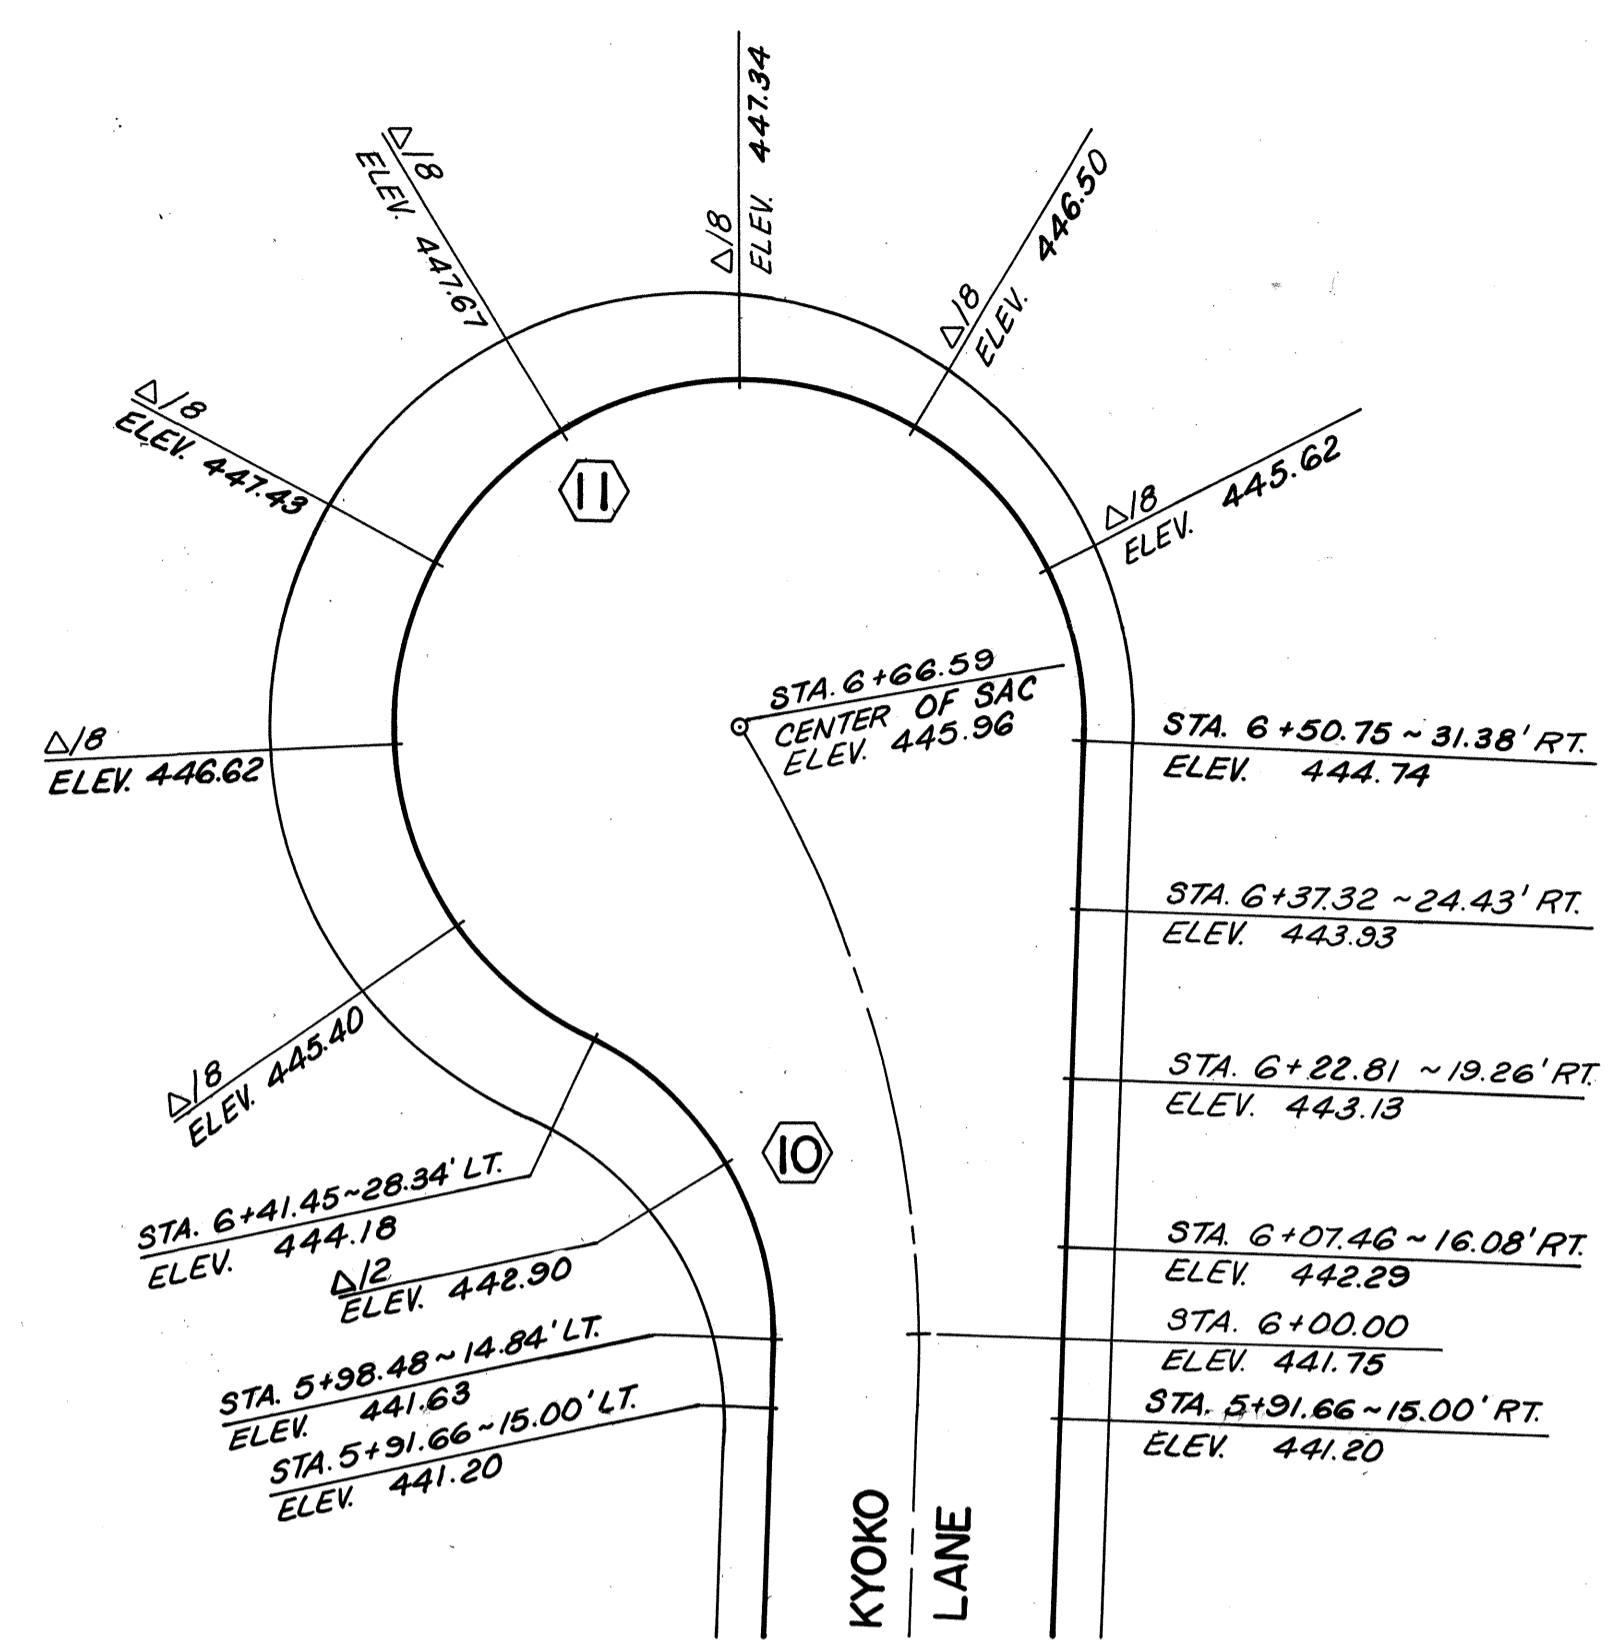 Δ/8
ELEV. 447.34
Δ/8
ELEV. 447.67
Δ/8
ELEV. 446.50
Δ/8
ELEV. 447.43
Δ/8
ELEV. 445.62
11
STA. 6+66.59
CENTER OF SAC
ELEV. 445.96
Δ/8
ELEV. 446.62
STA. 6+50.75 ~ 31.38' RT.
ELEV. 444.74
STA. 6+37.32 ~ 24.43' RT.
ELEV. 443.93
Δ/8
ELEV. 445.40
STA. 6+22.81 ~ 19.26' RT.
ELEV. 443.13
10
STA. 6+41.45 ~ 28.34' LT.
ELEV. 444.18
Δ/2
ELEV. 442.90
STA. 6+07.46 ~ 16.08' RT.
ELEV. 442.29
STA. 6+00.00
ELEV. 441.75
STA. 5+98.48 ~ 14.84' LT.
ELEV. 441.63
STA. 5+91.66 ~ 15.00' LT.
ELEV. 441.20
STA. 5+91.66 ~ 15.00' RT.
ELEV. 441.20
KYOKO
LANE